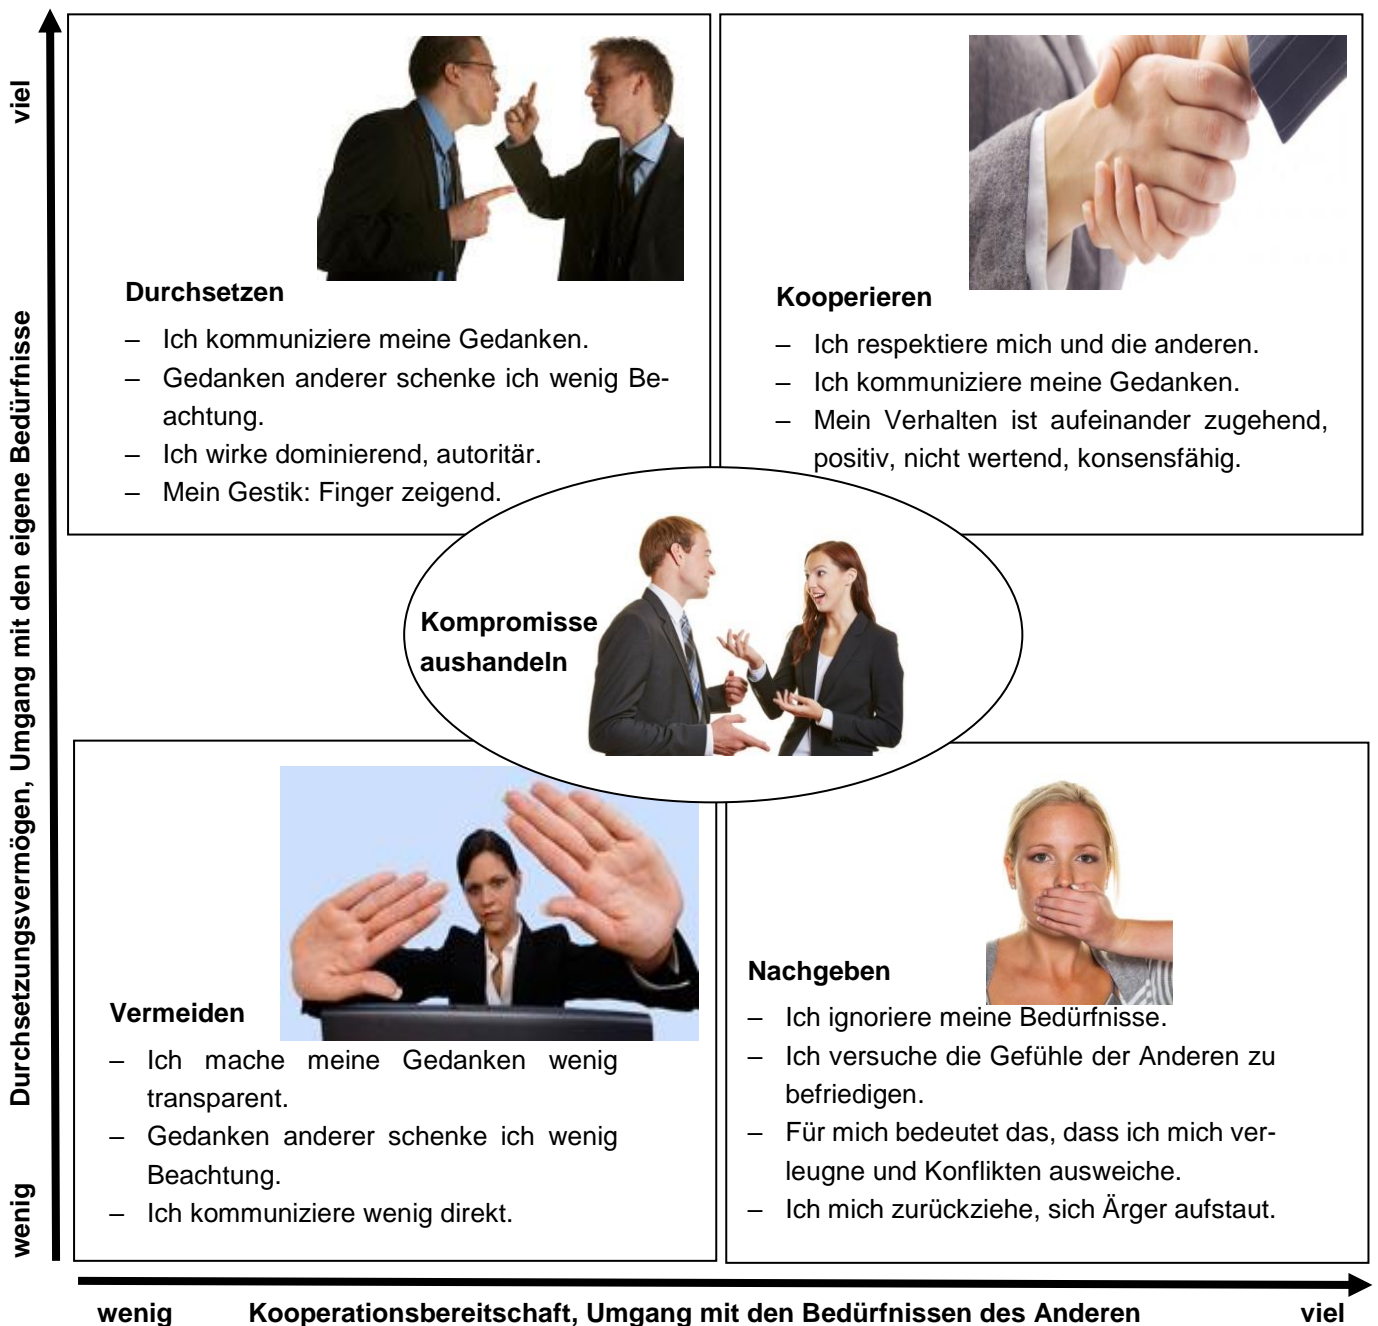 viel
Durchsetzungsvermögen, Umgang mit den eigene Bedürfnisse
wenig
Durchsetzen
– Ich kommuniziere meine Gedanken.
– Gedanken anderer schenke ich wenig Be-
achtung.
– Ich wirke dominierend, autoritär.
– Mein Gestik: Finger zeigend.
Kooperieren
– Ich respektiere mich und die anderen.
– Ich kommuniziere meine Gedanken.
– Mein Verhalten ist aufeinander zugehend,
positiv, nicht wertend, konsensfähig.
Kompromisse
aushandeln
Vermeiden
– Ich mache meine Gedanken wenig
transparent.
– Gedanken anderer schenke ich wenig
Beachtung.
– Ich kommuniziere wenig direkt.
Nachgeben
– Ich ignoriere meine Bedürfnisse.
– Ich versuche die Gefühle der Anderen zu
befriedigen.
– Für mich bedeutet das, dass ich mich ver-
leugne und Konflikten ausweiche.
– Ich mich zurückziehe, sich Ärger aufstaut.
wenig Kooperationsbereitschaft, Umgang mit den Bedürfnissen des Anderen viel